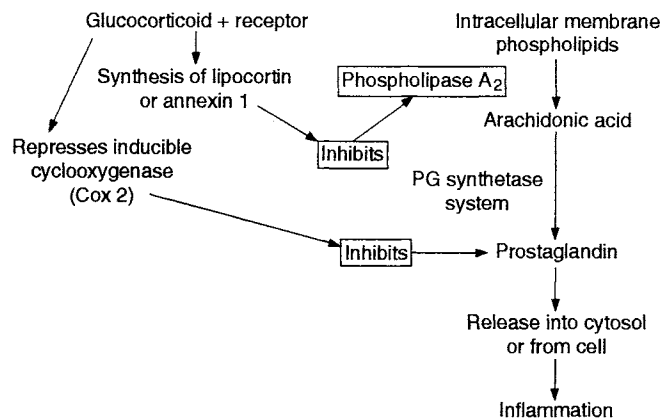 Glucocorticoid + receptor
Synthesis of lipocortin
or annexin 1
Represses inducible
cyclooxygenase
(Cox 2)
Inhibits
Phospholipase A₂
Inhibits
Intracellular membrane
phospholipids
Arachidonic acid
PG synthetase
system
Prostaglandin
Release into cytosol
or from cell
Inflammation